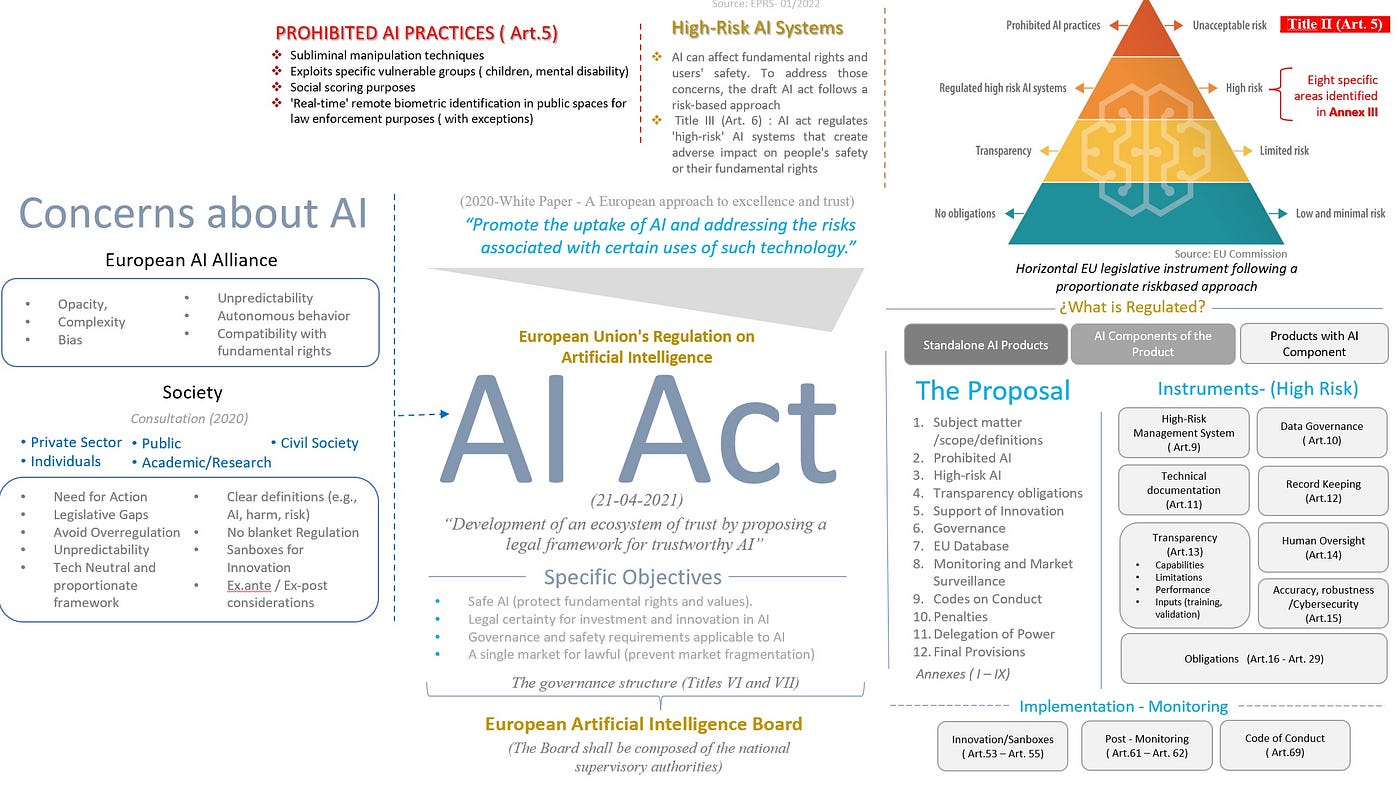 Source: EPRS- 01/2022
PROHIBITED AI PRACTICES ( Art.5)
Subliminal manipulation techniques
Exploits specific vulnerable groups ( children, mental disability)
Social scoring purposes
'Real-time' remote biometric identification in public spaces for
law enforcement purposes ( with exceptions)
High-Risk AI Systems
AI can affect fundamental rights and
users' safety. To address those
concerns, the draft AI act follows a
risk-based approach
Title III (Art. 6) : AI act regulates
'high-risk' AI systems that create
adverse impact on people's safety
or their fundamental rights
Prohibited AI practices
Unacceptable risk
Title II (Art. 5)
Regulated high risk AI systems
High risk
Eight specific
areas identified
in Annex III
Transparency
Limited risk
No obligations
Low and minimal risk
Source: EU Commission
Horizontal EU legislative instrument following a
proportionate riskbased approach
Concerns about AI
European AI Alliance
• Opacity,
• Complexity
• Bias
• Unpredictability
• Autonomous behavior
• Compatibility with
fundamental rights
Society
Consultation (2020)
• Private Sector
• Public
• Civil Society
• Individuals
• Academic/Research
• Need for Action
• Legislative Gaps
• Avoid Overregulation
• Unpredictability
• Tech Neutral and
proportionate
framework
• Clear definitions (e.g.,
AI, harm, risk)
• No blanket Regulation
• Sanboxes for
Innovation
• Ex.ante / Ex-post
considerations
(2020-White Paper - A European approach to excellence and trust)
“Promote the uptake of AI and addressing the risks
associated with certain uses of such technology.”
European Union's Regulation on
Artificial Intelligence
AI Act
(21-04-2021)
“Development of an ecosystem of trust by proposing a
legal framework for trustworthy AI”
Specific Objectives
• Safe AI (protect fundamental rights and values).
• Legal certainty for investment and innovation in AI
• Governance and safety requirements applicable to AI
• A single market for lawful (prevent market fragmentation)
The governance structure (Titles VI and VII)
European Artificial Intelligence Board
(The Board shall be composed of the national
supervisory authorities)
¿What is Regulated?
Standalone AI Products
AI Components of the
Product
Products with AI
Component
The Proposal
1. Subject matter
/scope/definitions
2. Prohibited AI
3. High-risk AI
4. Transparency obligations
5. Support of Innovation
6. Governance
7. EU Database
8. Monitoring and Market
Surveillance
9. Codes on Conduct
10. Penalties
11. Delegation of Power
12. Final Provisions
Annexes ( I – IX)
Instruments- (High Risk)
High-Risk
Management System
( Art.9)
Data Governance
( Art.10)
Technical
documentation
(Art.11)
Record Keeping
(Art.12)
Transparency
(Art.13)
• Capabilities
• Limitations
• Performance
• Inputs (training,
validation)
Human Oversight
(Art.14)
Accuracy, robustness
/Cybersecurity
(Art.15)
Obligations (Art.16 - Art. 29)
Implementation - Monitoring
Innovation/Sanboxes
( Art.53 – Art. 55)
Post - Monitoring
( Art.61 – Art. 62)
Code of Conduct
( Art.69)